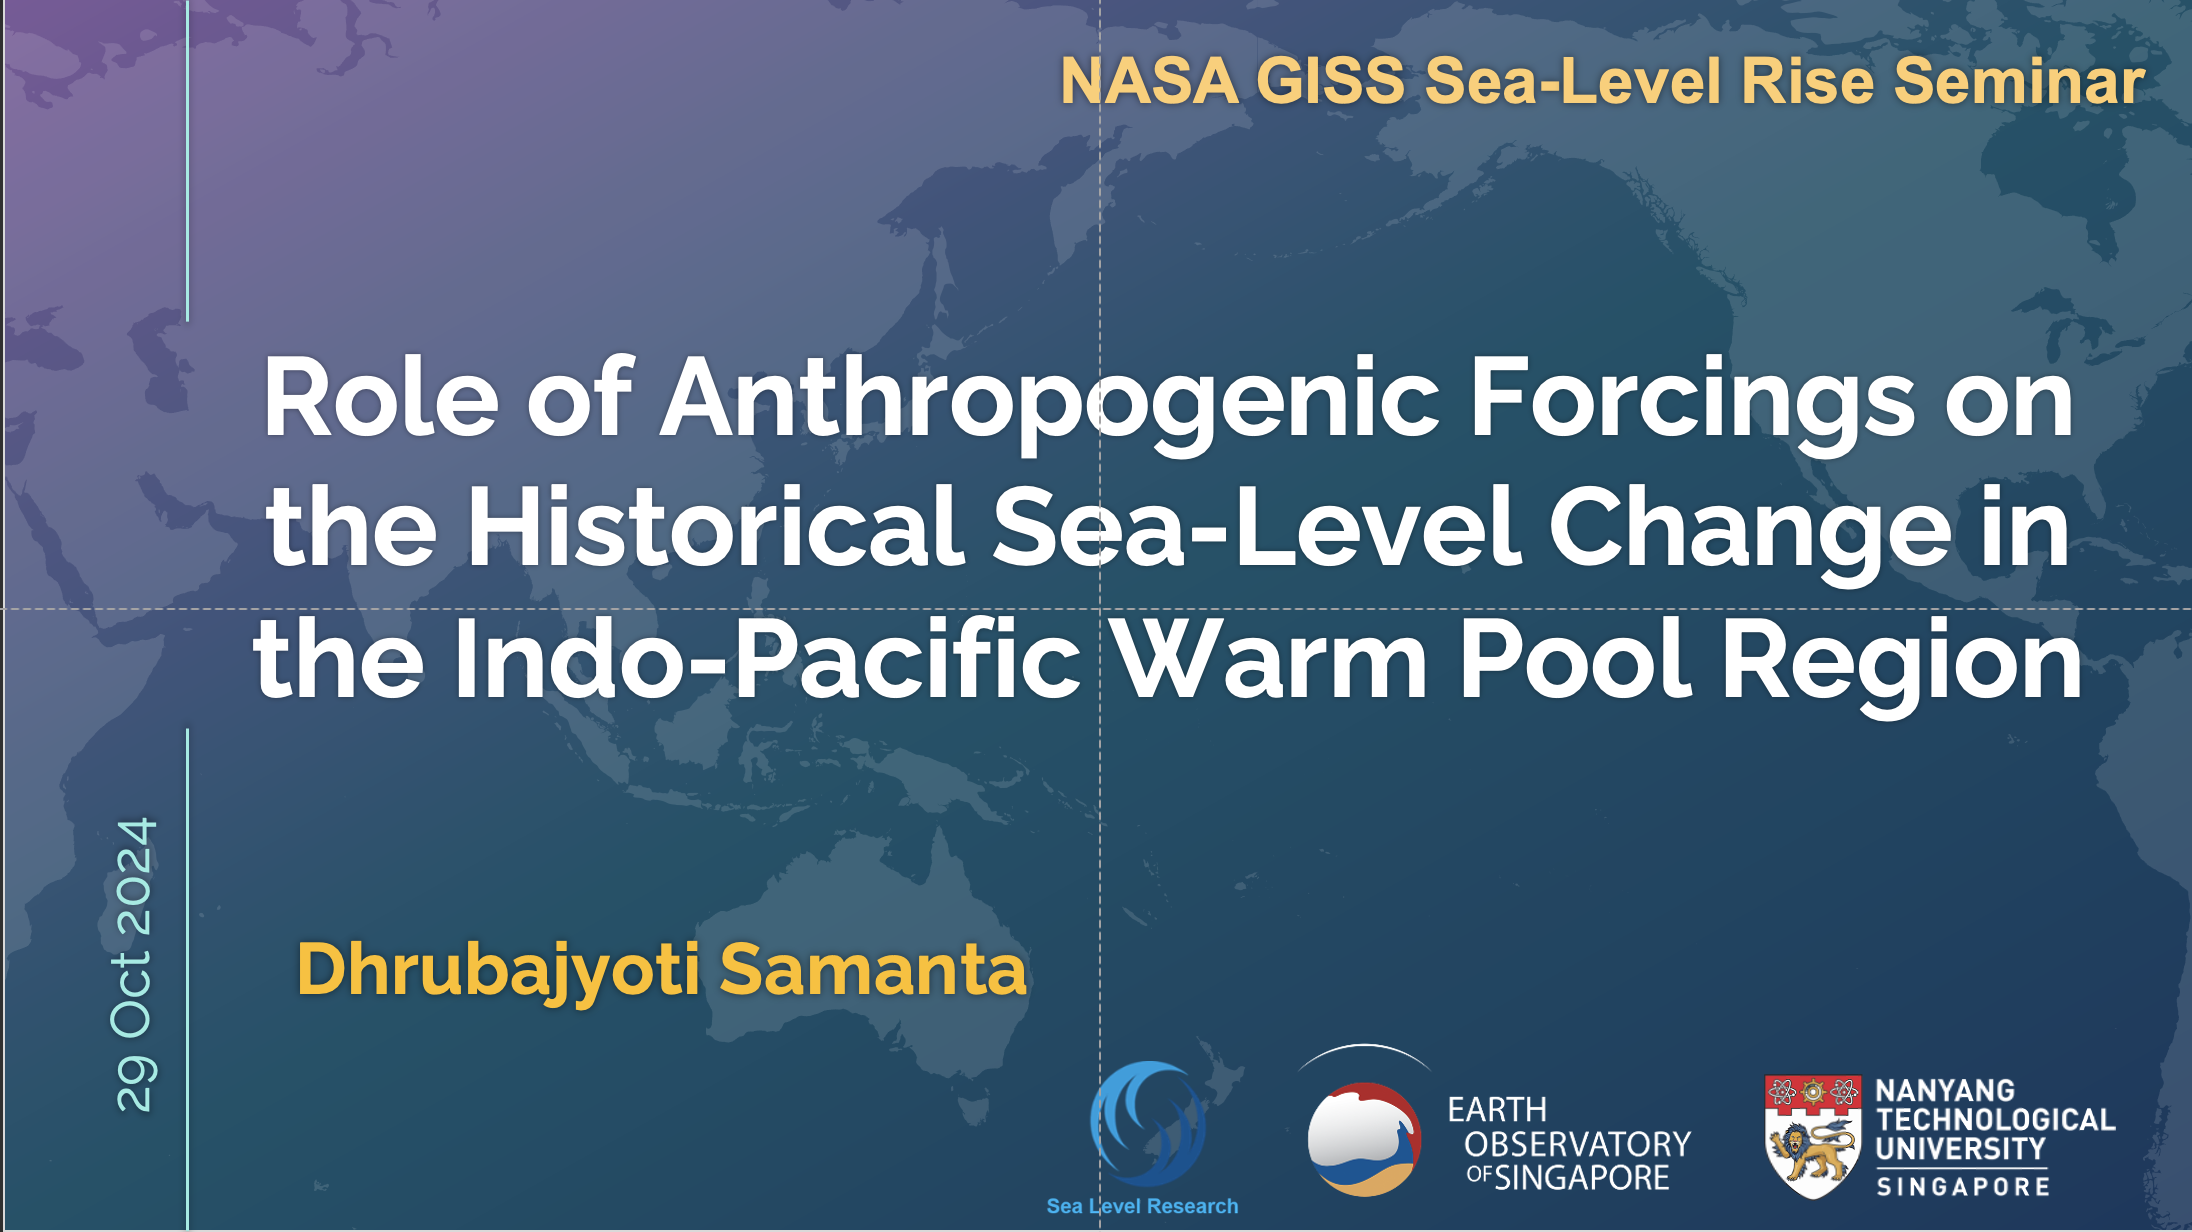 NASA GISS Sea-Level Rise Seminar
Role of Anthropogenic Forcings on
the Historical Sea-Level Change in
the Indo-Pacific Warm Pool Region
29 Oct 2024
Dhrubajyoti Samanta
Sea Level Research
EARTH
OBSERVATORY
OF SINGAPORE
NANYANG
TECHNOLOGICAL
UNIVERSITY
SINGAPORE